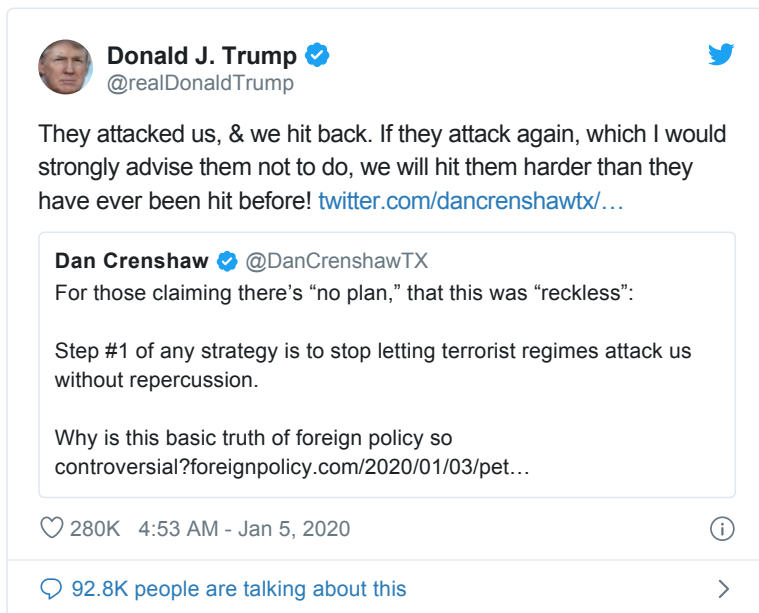 Donald J. Trump
@realDonaldTrump
They attacked us, & we hit back. If they attack again, which I would
strongly advise them not to do, we will hit them harder than they
have ever been hit before! twitter.com/dancrenshawtx/…
Dan Crenshaw @DanCrenshawTX
For those claiming there’s “no plan,” that this was “reckless”:
Step #1 of any strategy is to stop letting terrorist regimes attack us
without repercussion.
Why is this basic truth of foreign policy so
controversial?foreignpolicy.com/2020/01/03/pet…
280K 4:53 AM - Jan 5, 2020
92.8K people are talking about this